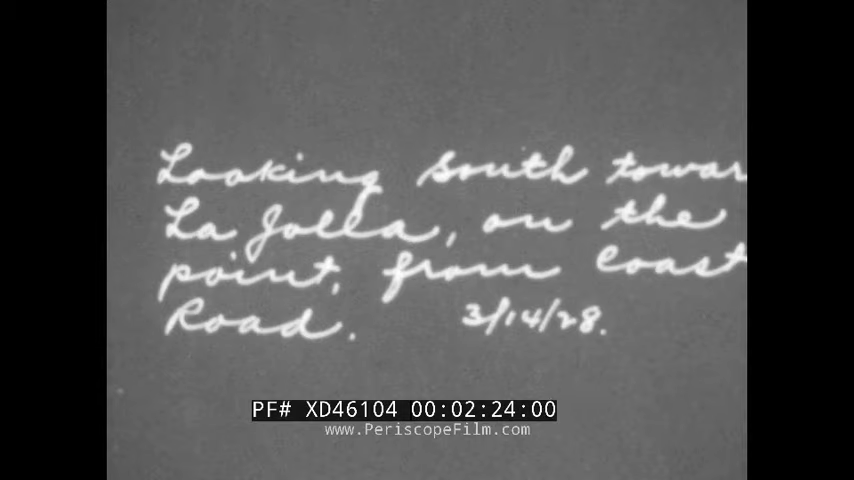 Looking south towar
La Jolla, on the
point, from Coast
Road. 3/14/28.
PF# XD46104 00:02:24:00
www.PeriscopeFilm.com